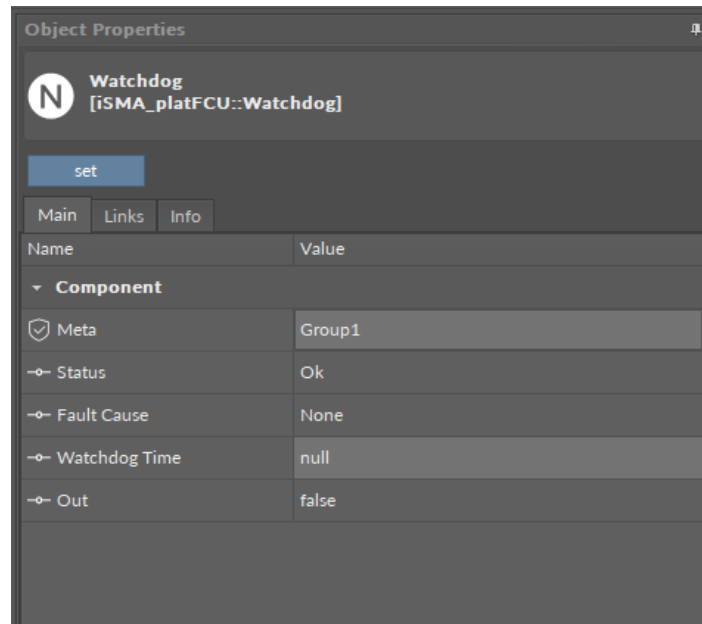 Object Properties
N
Watchdog
[iSMA_platFCU::Watchdog]
set
Main Links Info
Name Value
Component
Meta Group1
Status Ok
Fault Cause None
Watchdog Time null
Out false